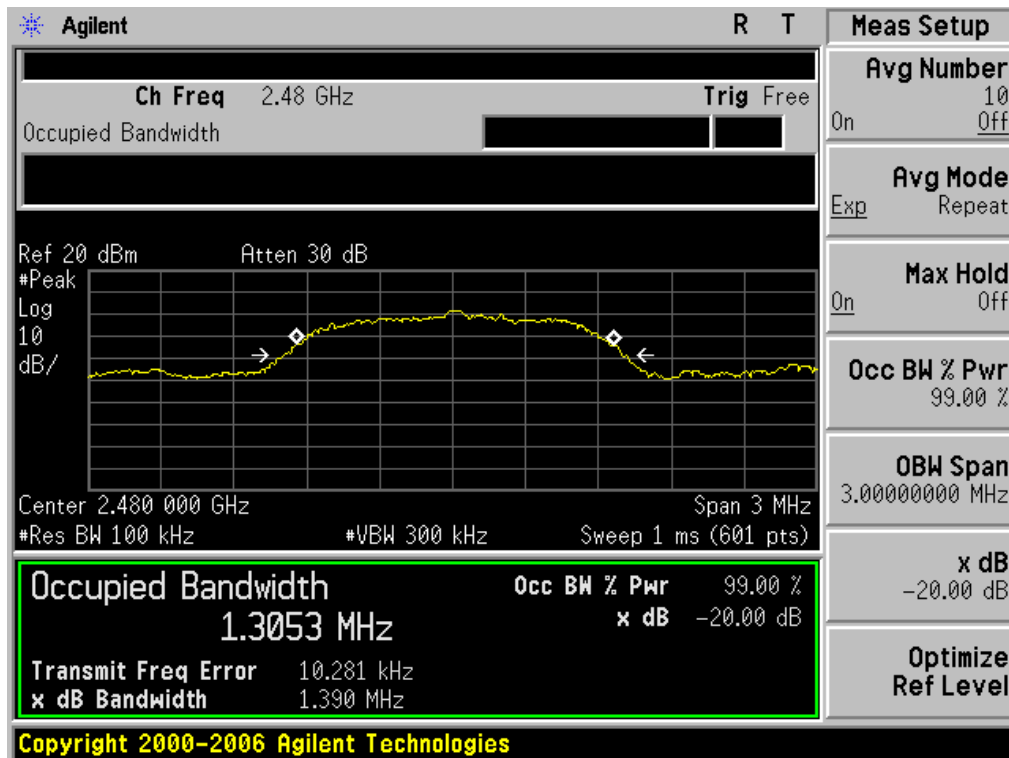 Agilent R T
Ch Freq 2.48 GHz Trig Free
Occupied Bandwidth
Ref 20 dBm Atten 30 dB
#Peak
Log
10
dB/
Center 2.480 000 GHz Span 3 MHz
#Res BW 100 kHz #VBW 300 kHz Sweep 1 ms (601 pts)
Occupied Bandwidth Occ BW % Pwr 99.00 %
1.3053 MHz x dB -20.00 dB
Transmit Freq Error 10.281 kHz
x dB Bandwidth 1.390 MHz
Copyright 2000-2006 Agilent Technologies
Meas Setup
Avg Number
10
On Off
Avg Mode
Exp Repeat
Max Hold
On Off
Occ BW % Pwr
99.00 %
OBW Span
3.00000000 MHz
x dB
-20.00 dB
Optimize
Ref Level